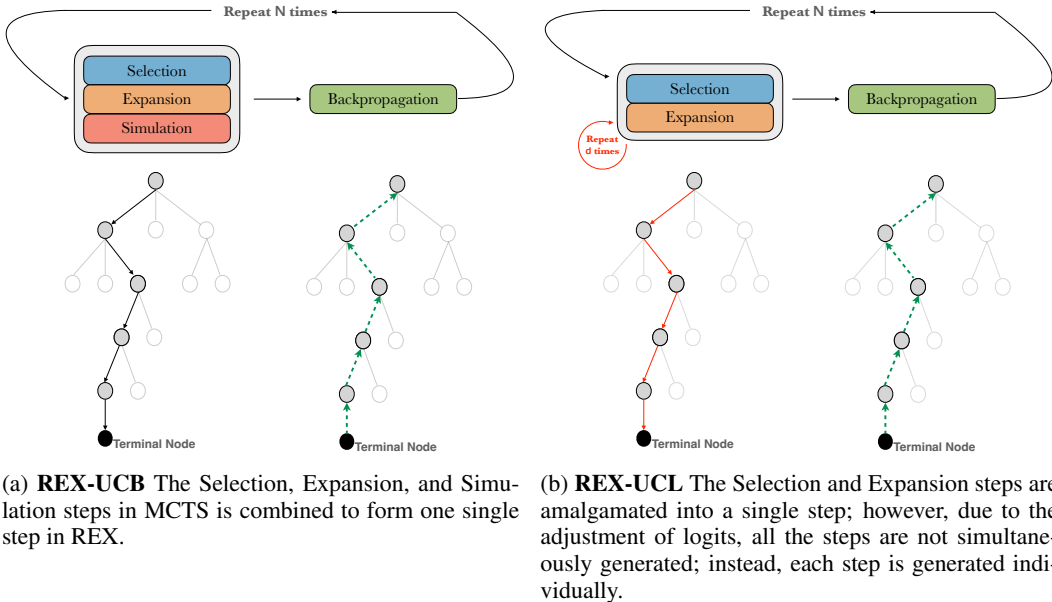 Repeat N times
Selection
Expansion
Simulation
Backpropagation
Terminal Node
Terminal Node
(a) REX-UCB The Selection, Expansion, and Simu-
lation steps in MCTS is combined to form one single
step in REX.
Repeat N times
Selection
Expansion
Repeat
d times
Backpropagation
Terminal Node
Terminal Node
(b) REX-UCL The Selection and Expansion steps are
amalgamated into a single step; however, due to the
adjustment of logits, all the steps are not simultane-
ously generated; instead, each step is generated indi-
vidually.